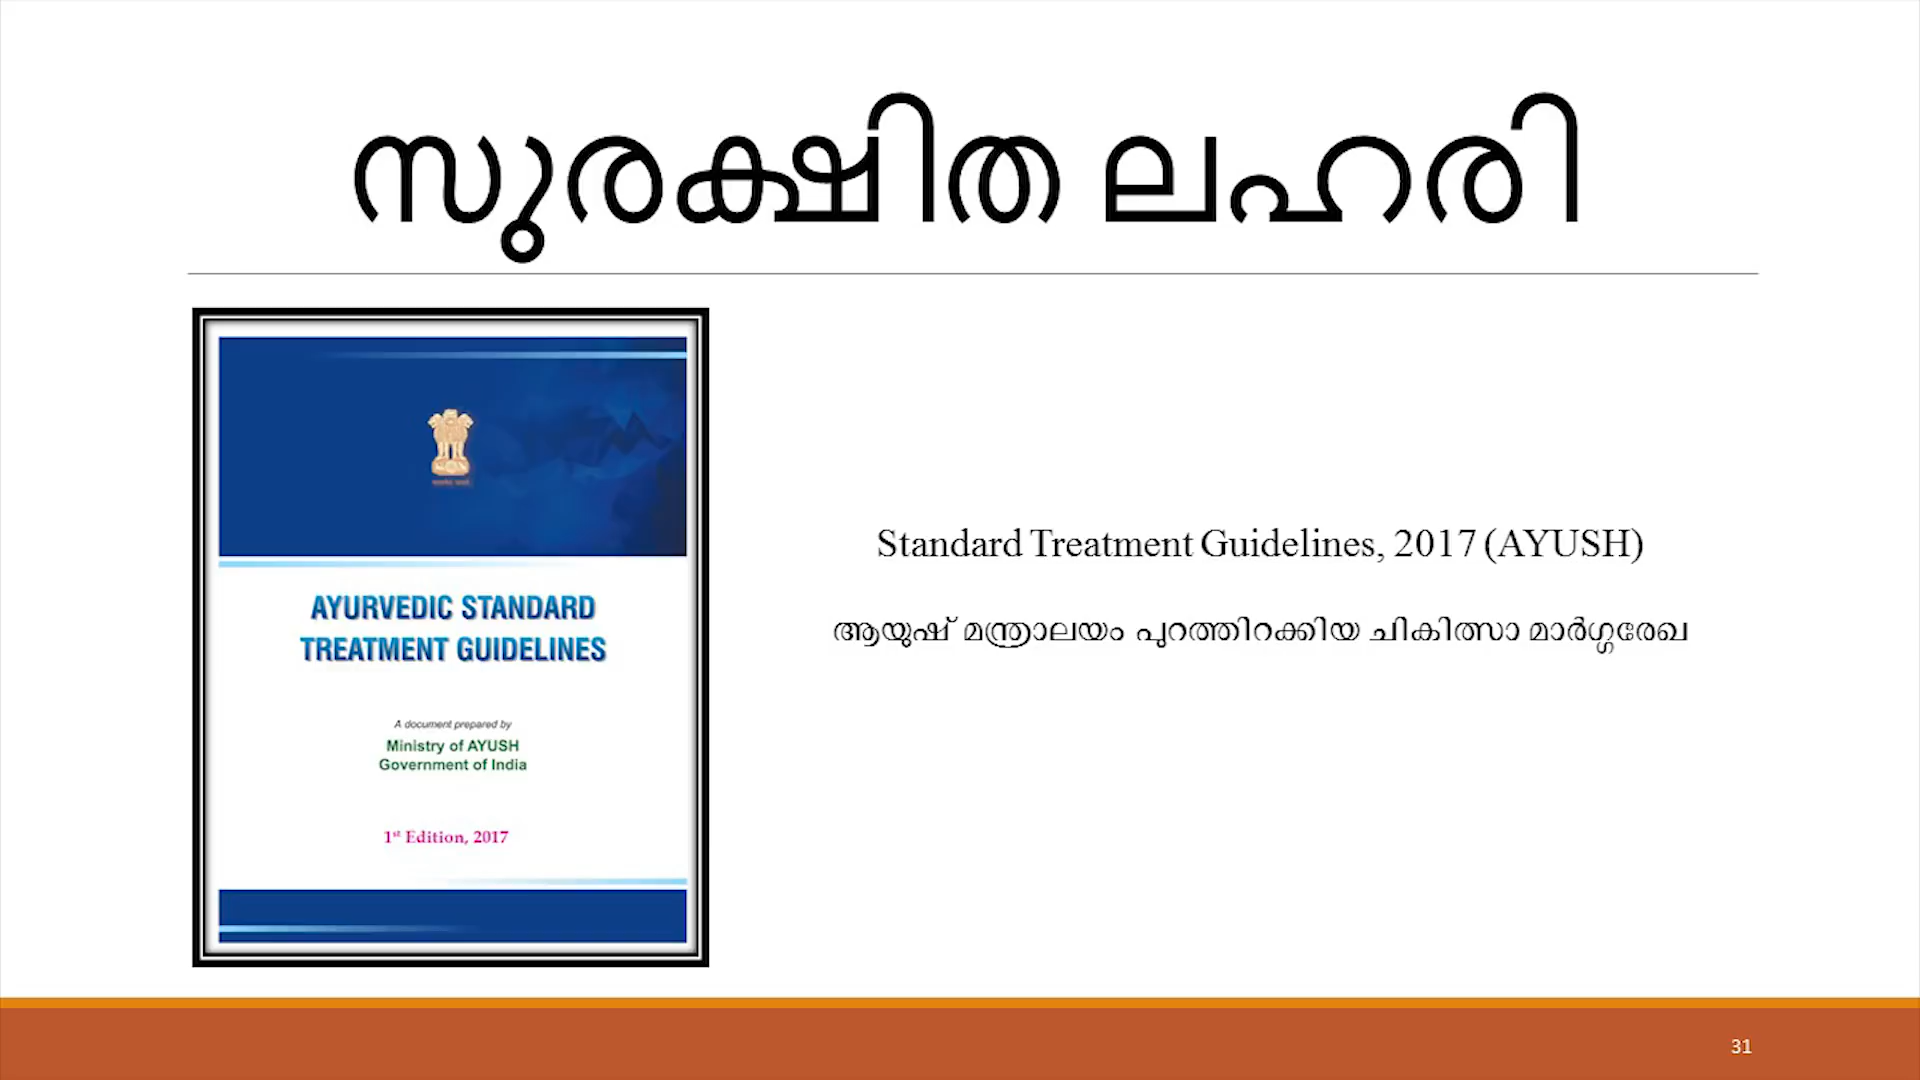 സുരക്ഷിത ലഹരി
AYURVEDIC STANDARD
TREATMENT GUIDELINES
A document prepared by
Ministry of AYUSH
Government of India
1st Edition, 2017
Standard Treatment Guidelines, 2017 (AYUSH)
ആയുഷ് മന്ത്രാലയം പുറത്തിറക്കിയ ചികിത്സാ മാർഗ്ഗരേഖ
31